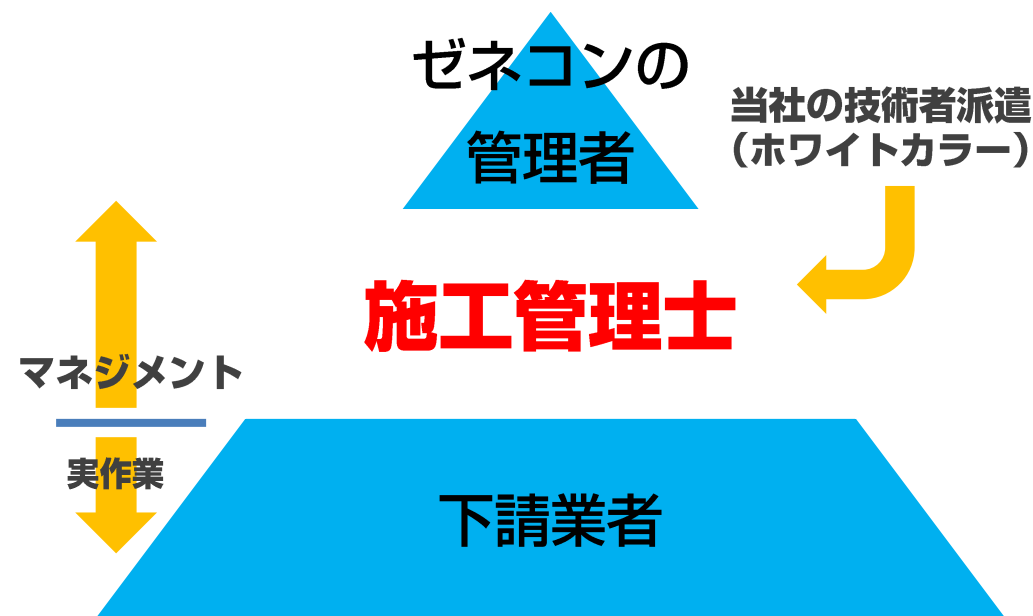 ゼネコンの
管理者
当社の技術者派遣
（ホワイトカラー）
施工管理士
マネジメント
実作業
下請業者